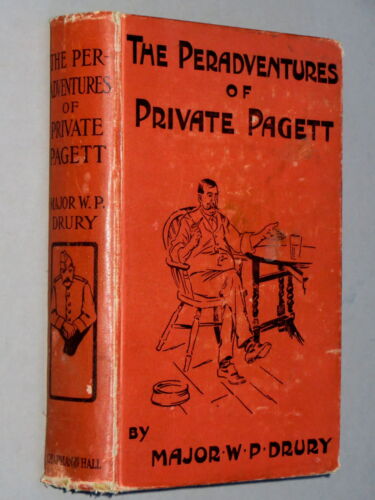 THE PER-
ADVENTURES
OF
PRIVATE
PAGETT
MAJOR W. P.
DRURY
CHAPMAN & HALL
THE PERADVENTURES
OF
PRIVATE PAGETT
BY
MAJOR·W·P·DRURY